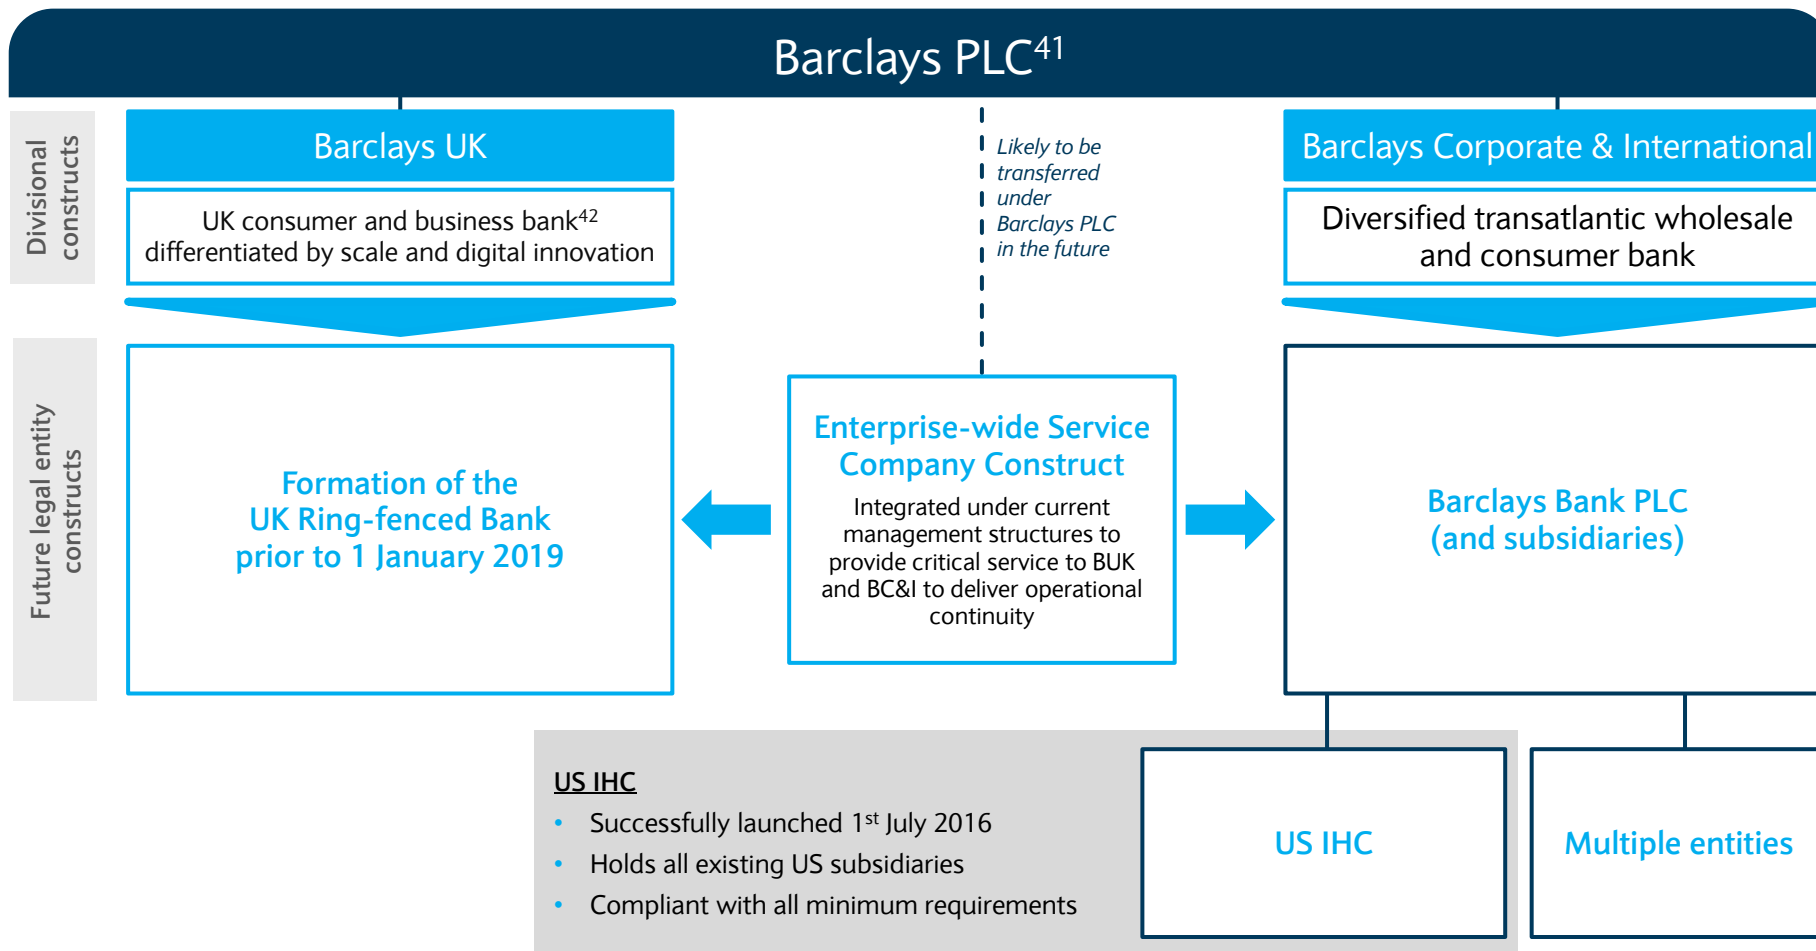 Barclays PLC41
Divisional
constructs
Barclays UK
UK consumer and business bank42
differentiated by scale and digital innovation
Likely to be
transferred
under
Barclays PLC
in the future
Barclays Corporate & International
Diversified transatlantic wholesale
and consumer bank
Future legal entity
constructs
Formation of the
UK Ring-fenced Bank
prior to 1 January 2019
Enterprise-wide Service
Company Construct
Integrated under current
management structures to
provide critical service to BUK
and BC&I to deliver operational
continuity
Barclays Bank PLC
(and subsidiaries)
US IHC
• Successfully launched 1st July 2016
• Holds all existing US subsidiaries
• Compliant with all minimum requirements
US IHC
Multiple entities